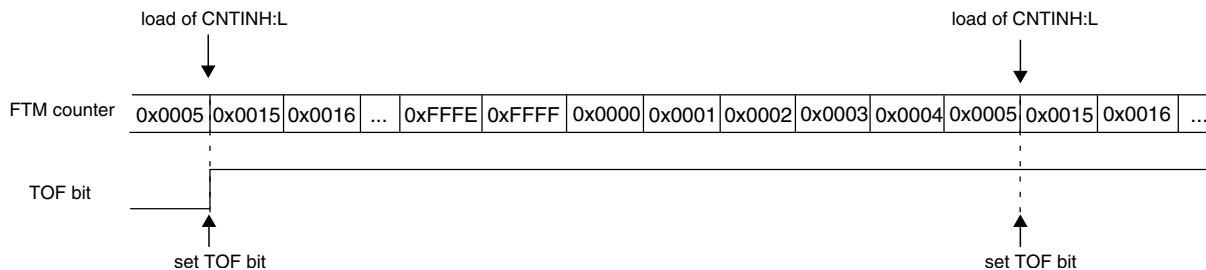 load of CNTINH:L load of CNTINH:L
FTM counter 0x0005 0x0015 0x0016 ... 0xFFFE 0xFFFF 0x0000 0x0001 0x0002 0x0003 0x0004 0x0005 0x0015 0x0016 ...
TOF bit
set TOF bit set TOF bit